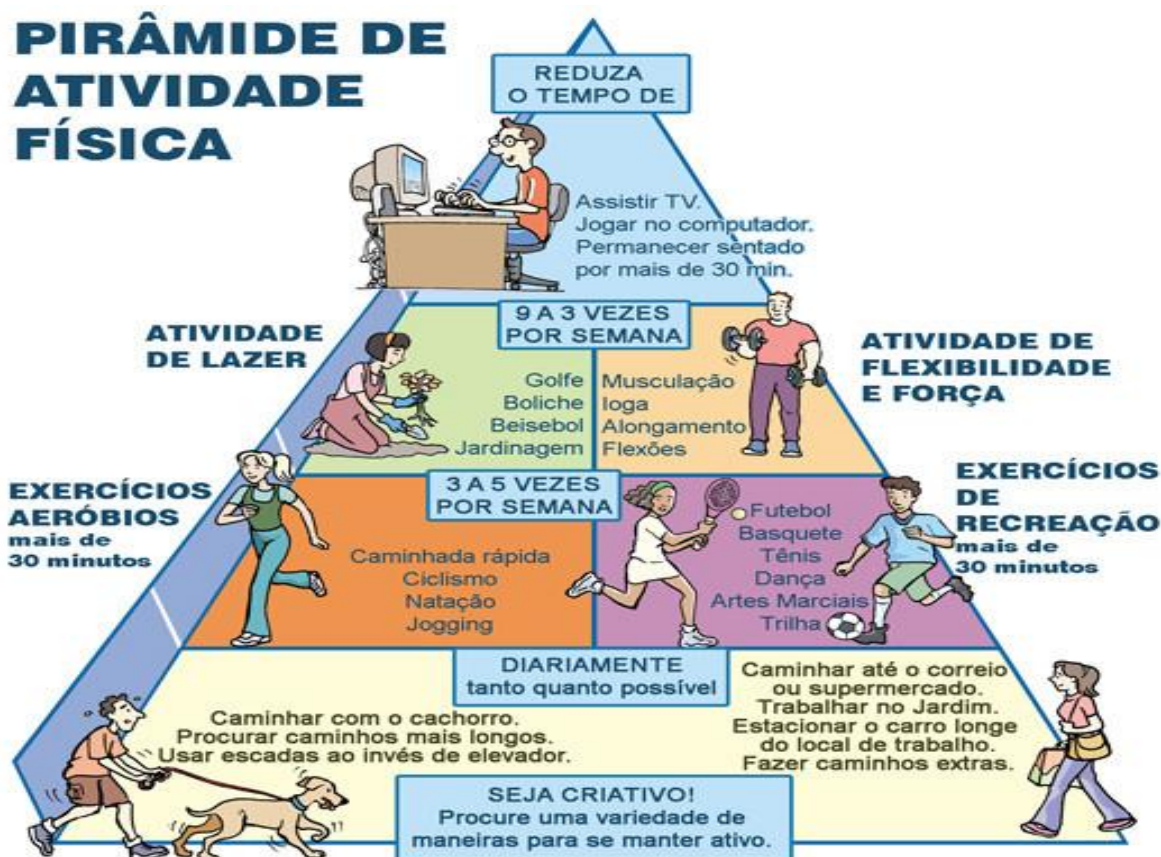 PIRÂMIDE DE
ATIVIDADE
FÍSICA
REDUZA
O TEMPO DE
Assistir TV.
Jogar no computador.
Permanecer sentado
por mais de 30 min.
9 A 3 VEZES
POR SEMANA
ATIVIDADE
DE LAZER
Golfe
Boliche
Beisebol
Jardinagem
Musculação
Ioga
Alongamento
Flexões
ATIVIDADE DE
FLEXIBILIDADE
E FORÇA
3 A 5 VEZES
POR SEMANA
EXERCÍCIOS
AERÓBIOS
mais de
30 minutos
Caminhada rápida
Ciclismo
Natação
Jogging
Futebol
Basquete
Tênis
Dança
Artes Marciais
Trilha
EXERCÍCIOS
DE
RECREAÇÃO
mais de
30 minutos
DIARIAMENTE
tanto quanto possível
Caminhar com o cachorro.
Procurar caminhos mais longos.
Usar escadas ao invés de elevador.
Caminhar até o correio
ou supermercado.
Trabalhar no Jardim.
Estacionar o carro longe
do local de trabalho.
Fazer caminhos extras.
SEJA CRIATIVO!
Procure uma variedade de
maneiras para se manter ativo.